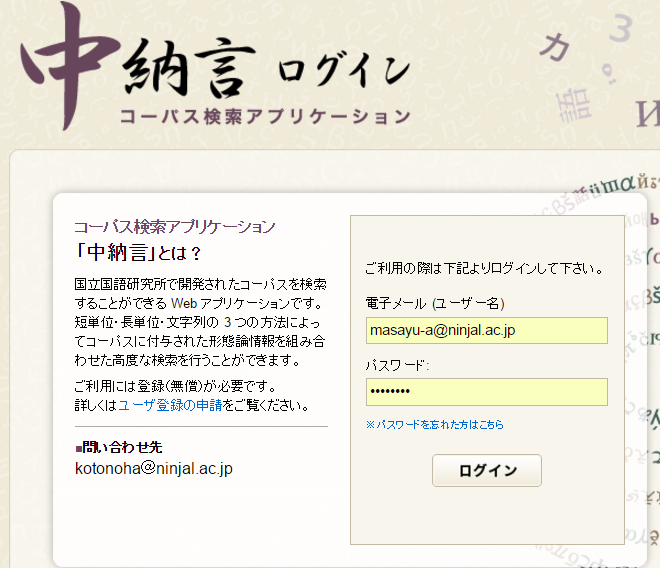 中納言 ログイン
コーパス検索アプリケーション
カ
3
語
И
コーパス検索アプリケーション
「中納言」とは？
国立国語研究所で開発されたコーパスを検索
することができる Web アプリケーションです。
短単位・長単位・文字列の 3 つの方法によっ
てコーパスに付与された形態論情報を組み合
わせた高度な検索を行うことができます。
ご利用には登録(無償)が必要です。
詳しくはユーザ登録の申請をご覧ください。
■問い合わせ先
kotonoha@ninjal.ac.jp
ご利用の際は下記よりログインして下さい。
電子メール (ユーザー名)
masayu-a@ninjal.ac.jp
パスワード:
••••••••
※パスワードを忘れた方はこちら
ログイン